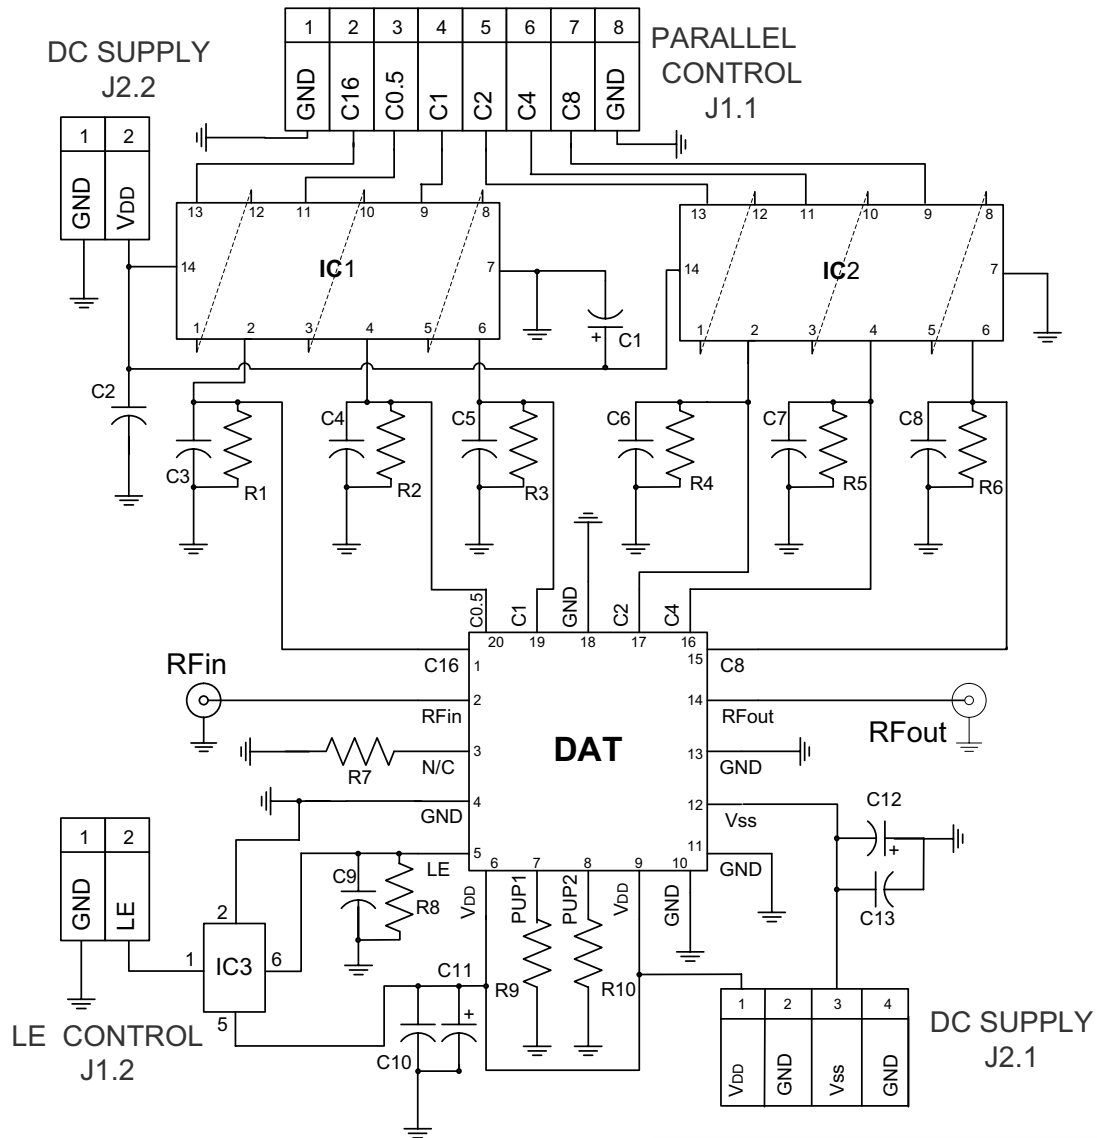 DC SUPPLY
J2.2
1 2
GND VDD
1 2 3 4 5 6 7 8
GND C16 C0.5 C1 C2 C4 C8 GND
PARALLEL
CONTROL
J1.1
13 12 11 10 9 8
14 IC1 7
1 2 3 4 5 6
13 12 11 10 9 8
14 IC2 7
1 2 3 4 5 6
+ C1
C2
C3 R1
C4 R2
C5 R3
C6 R4
C7 R5
C8 R6
C0.5 C1 GND C2 C4
20 19 18 17 16
C16 1
15 C8
RFin
2 RFin
14 RFout
RFout
DAT
R7
3 N/C
13 GND
4 GND
12 Vss
C12
+
C13
5 LE
11 GND
6 7 8 9 10
VDD PUP1 PUP2 VDD GND
C9 R8
R9 R10
C11
+
C10
1 2
GND LE
2
1 IC3 6
5
LE CONTROL
J1.2
1 2 3 4
VDD GND Vss GND
DC SUPPLY
J2.1